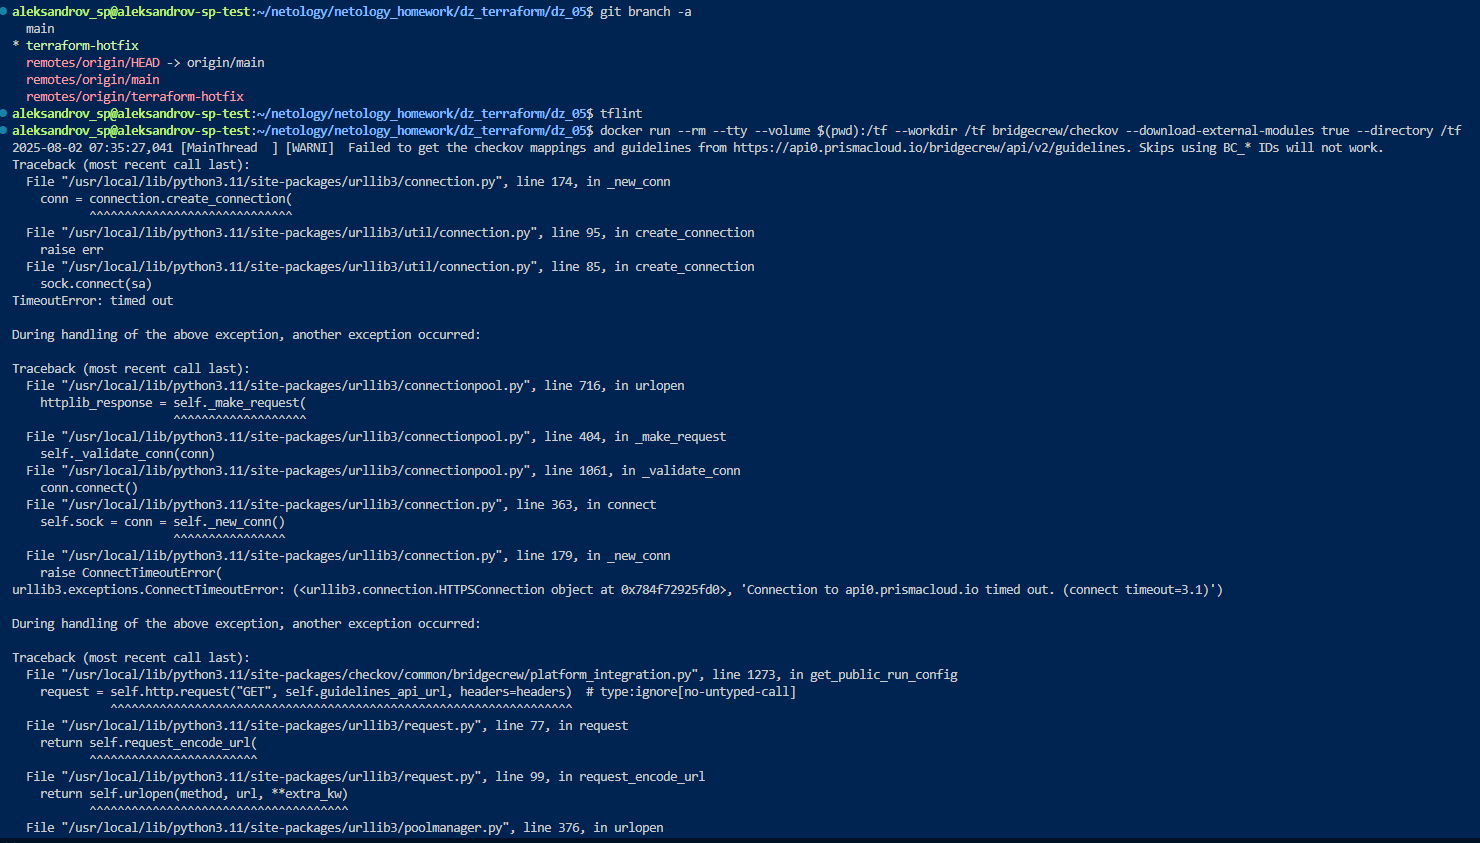 aleksandrov_sp@aleksandrov-sp-test:~/netology/netology_homework/dz_terraform/dz_05$ git branch -a
  main
* terraform-hotfix
  remotes/origin/HEAD -> origin/main
  remotes/origin/main
  remotes/origin/terraform-hotfix
aleksandrov_sp@aleksandrov-sp-test:~/netology/netology_homework/dz_terraform/dz_05$ tflint
aleksandrov_sp@aleksandrov-sp-test:~/netology/netology_homework/dz_terraform/dz_05$ docker run --rm --tty --volume $(pwd):/tf --workdir /tf bridgecrew/checkov --download-external-modules true --directory /tf
2025-08-02 07:35:27,041 [MainThread  ] [WARNI]  Failed to get the checkov mappings and guidelines from https://api0.prismacloud.io/bridgecrew/api/v2/guidelines. Skips using BC_* IDs will not work.
Traceback (most recent call last):
  File "/usr/local/lib/python3.11/site-packages/urllib3/connection.py", line 174, in _new_conn
    conn = connection.create_connection(
           ^^^^^^^^^^^^^^^^^^^^^^^^^^^^^
  File "/usr/local/lib/python3.11/site-packages/urllib3/util/connection.py", line 95, in create_connection
    raise err
  File "/usr/local/lib/python3.11/site-packages/urllib3/util/connection.py", line 85, in create_connection
    sock.connect(sa)
TimeoutError: timed out

During handling of the above exception, another exception occurred:

Traceback (most recent call last):
  File "/usr/local/lib/python3.11/site-packages/urllib3/connectionpool.py", line 716, in urlopen
    httplib_response = self._make_request(
                       ^^^^^^^^^^^^^^^^^^^
  File "/usr/local/lib/python3.11/site-packages/urllib3/connectionpool.py", line 404, in _make_request
    self._validate_conn(conn)
  File "/usr/local/lib/python3.11/site-packages/urllib3/connectionpool.py", line 1061, in _validate_conn
    conn.connect()
  File "/usr/local/lib/python3.11/site-packages/urllib3/connection.py", line 363, in connect
    self.sock = conn = self._new_conn()
                       ^^^^^^^^^^^^^^^^
  File "/usr/local/lib/python3.11/site-packages/urllib3/connection.py", line 179, in _new_conn
    raise ConnectTimeoutError(
urllib3.exceptions.ConnectTimeoutError: (<urllib3.connection.HTTPSConnection object at 0x784f72925fd0>, 'Connection to api0.prismacloud.io timed out. (connect timeout=3.1)')

During handling of the above exception, another exception occurred:

Traceback (most recent call last):
  File "/usr/local/lib/python3.11/site-packages/checkov/common/bridgecrew/platform_integration.py", line 1273, in get_public_run_config
    request = self.http.request("GET", self.guidelines_api_url, headers=headers)  # type:ignore[no-untyped-call]
              ^^^^^^^^^^^^^^^^^^^^^^^^^^^^^^^^^^^^^^^^^^^^^^^^^^^^^^^^^^^^^^^^^^
  File "/usr/local/lib/python3.11/site-packages/urllib3/request.py", line 77, in request
    return self.request_encode_url(
           ^^^^^^^^^^^^^^^^^^^^^^^^
  File "/usr/local/lib/python3.11/site-packages/urllib3/request.py", line 99, in request_encode_url
    return self.urlopen(method, url, **extra_kw)
           ^^^^^^^^^^^^^^^^^^^^^^^^^^^^^^^^^^^^^
  File "/usr/local/lib/python3.11/site-packages/urllib3/poolmanager.py", line 376, in urlopen